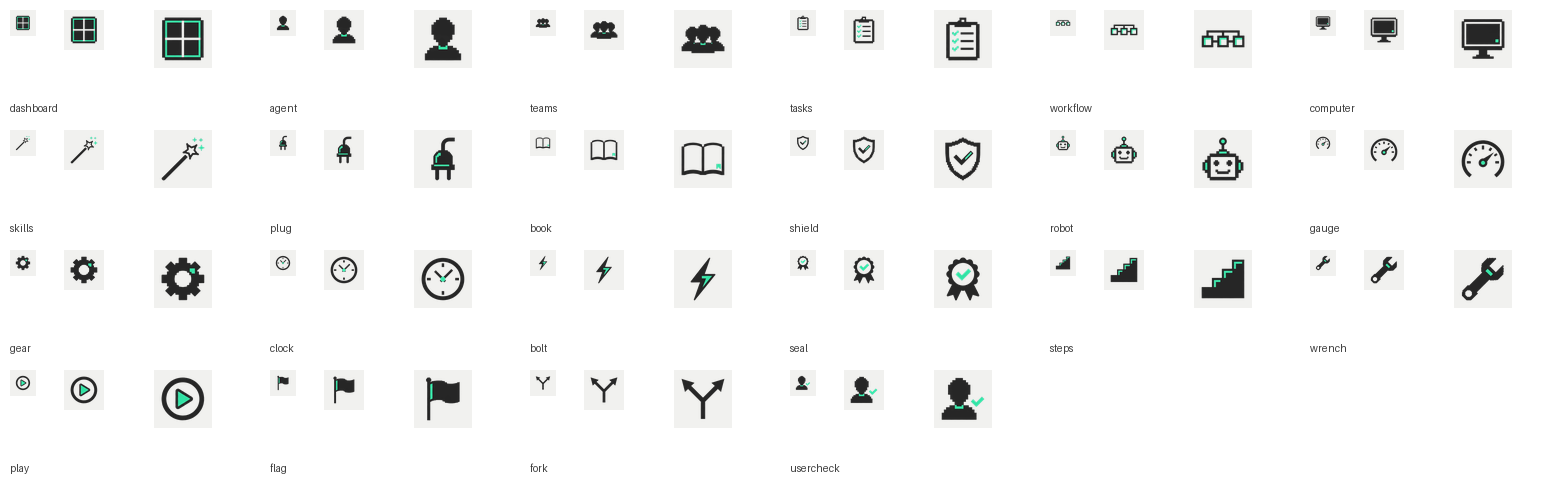 dashboard agent teams tasks workflow computer
skills plug book shield robot gauge
gear clock bolt seal steps wrench
play flag fork usercheck